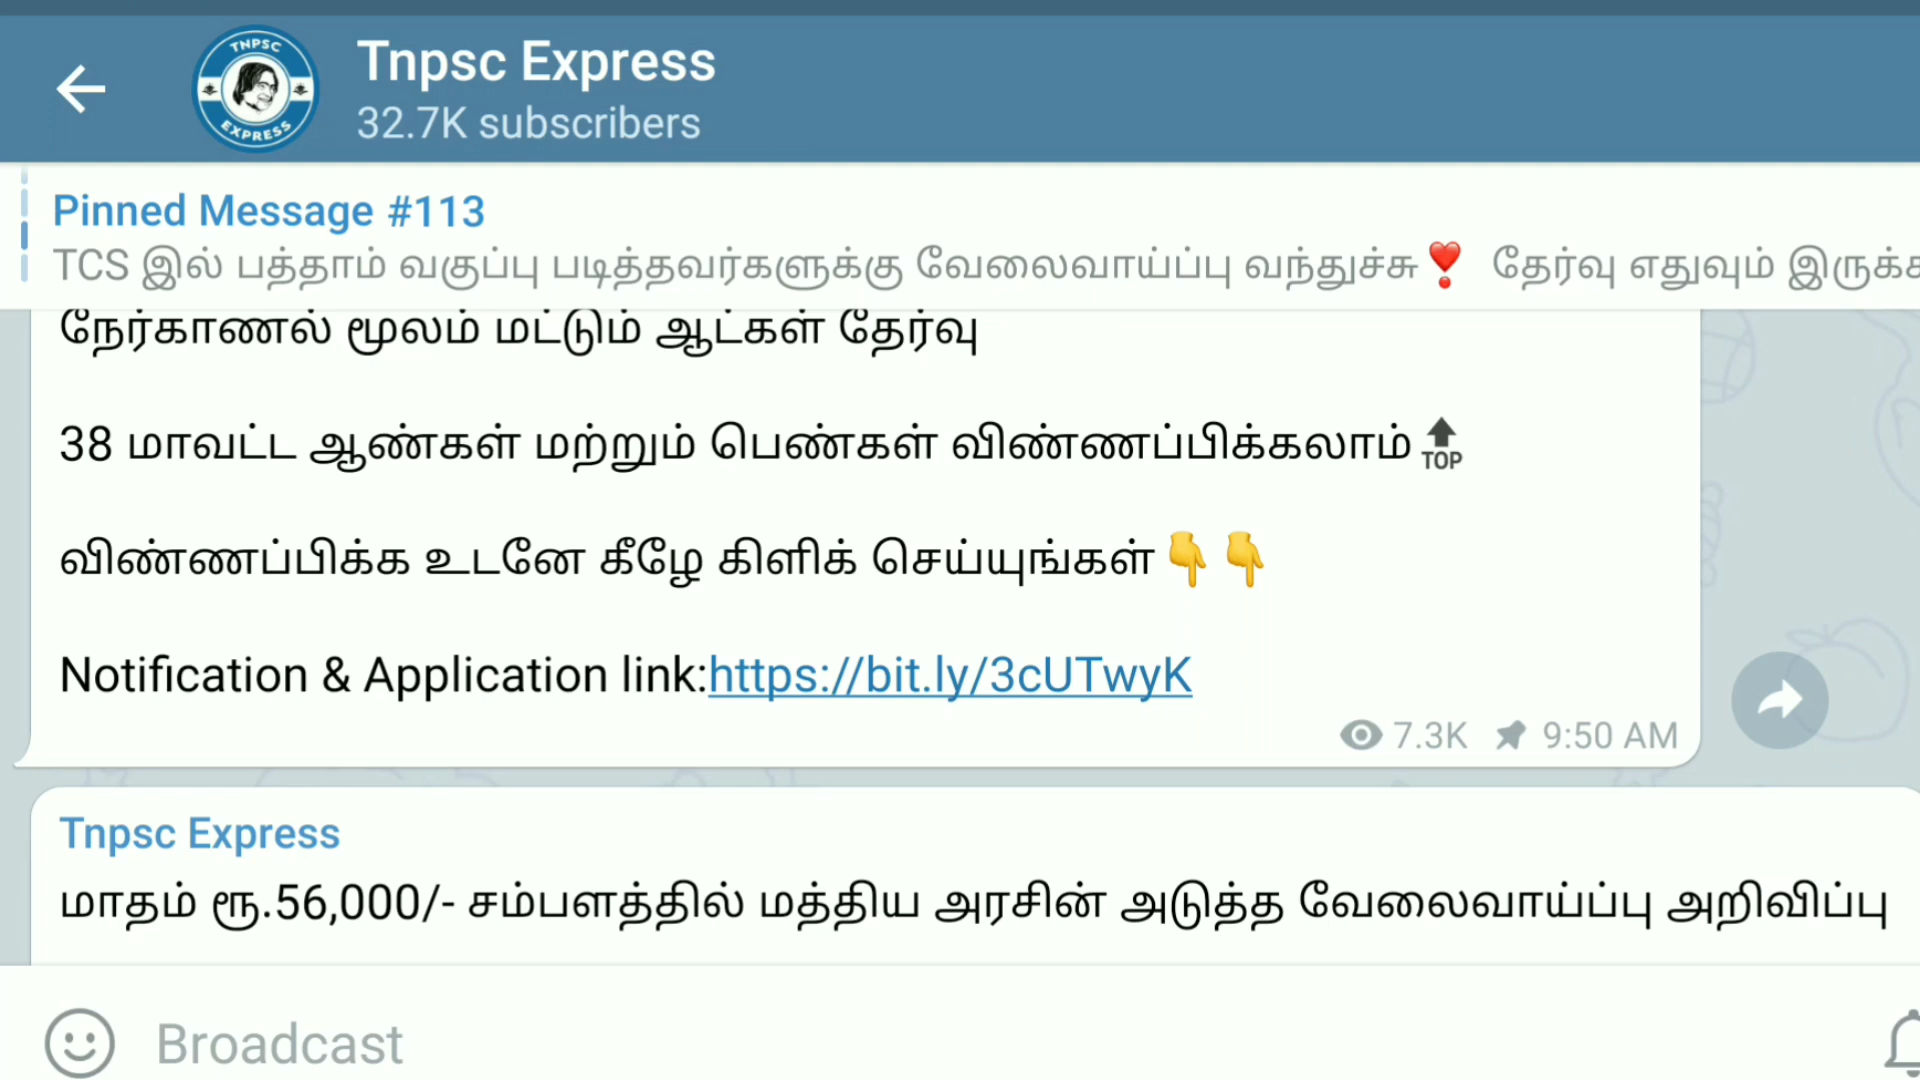 TNPSC
EXPRESS
Tnpsc Express
32.7K subscribers
Pinned Message #113
TCS இல் பத்தாம் வகுப்பு படித்தவர்களுக்கு வேலைவாய்ப்பு வந்துச்சு❣️ தேர்வு எதுவும்
நேர்காணல் மூலம் மட்டும் ஆட்கள் தேர்வு
38 மாவட்ட ஆண்கள் மற்றும் பெண்கள் விண்ணப்பிக்கலாம்🔝
விண்ணப்பிக்க உடனே கீழே கிளிக் செய்யுங்கள்👇👇
Notification & Application link:https://bit.ly/3cUTwyK
7.3K 9:50 AM
Tnpsc Express
மாதம் ரூ.56,000/- சம்பளத்தில் மத்திய அரசின் அடுத்த வேலைவாய்ப்பு அறிவிப்பு
Broadcast